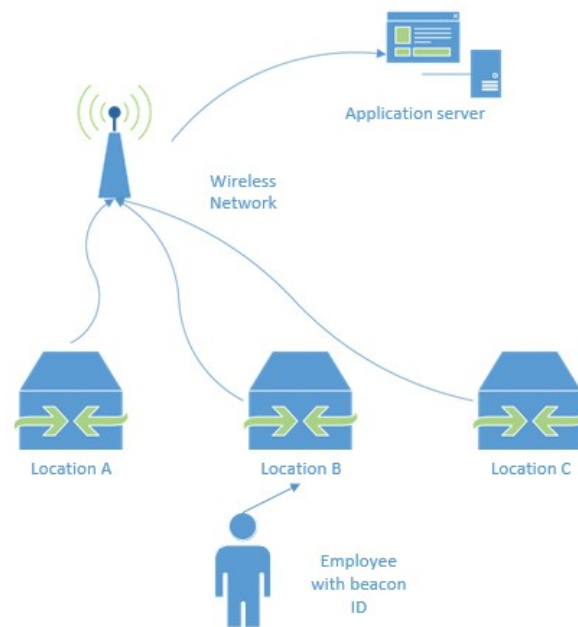 Application server
Wireless
Network
Location A
Location B
Location C
Employee
with beacon
ID